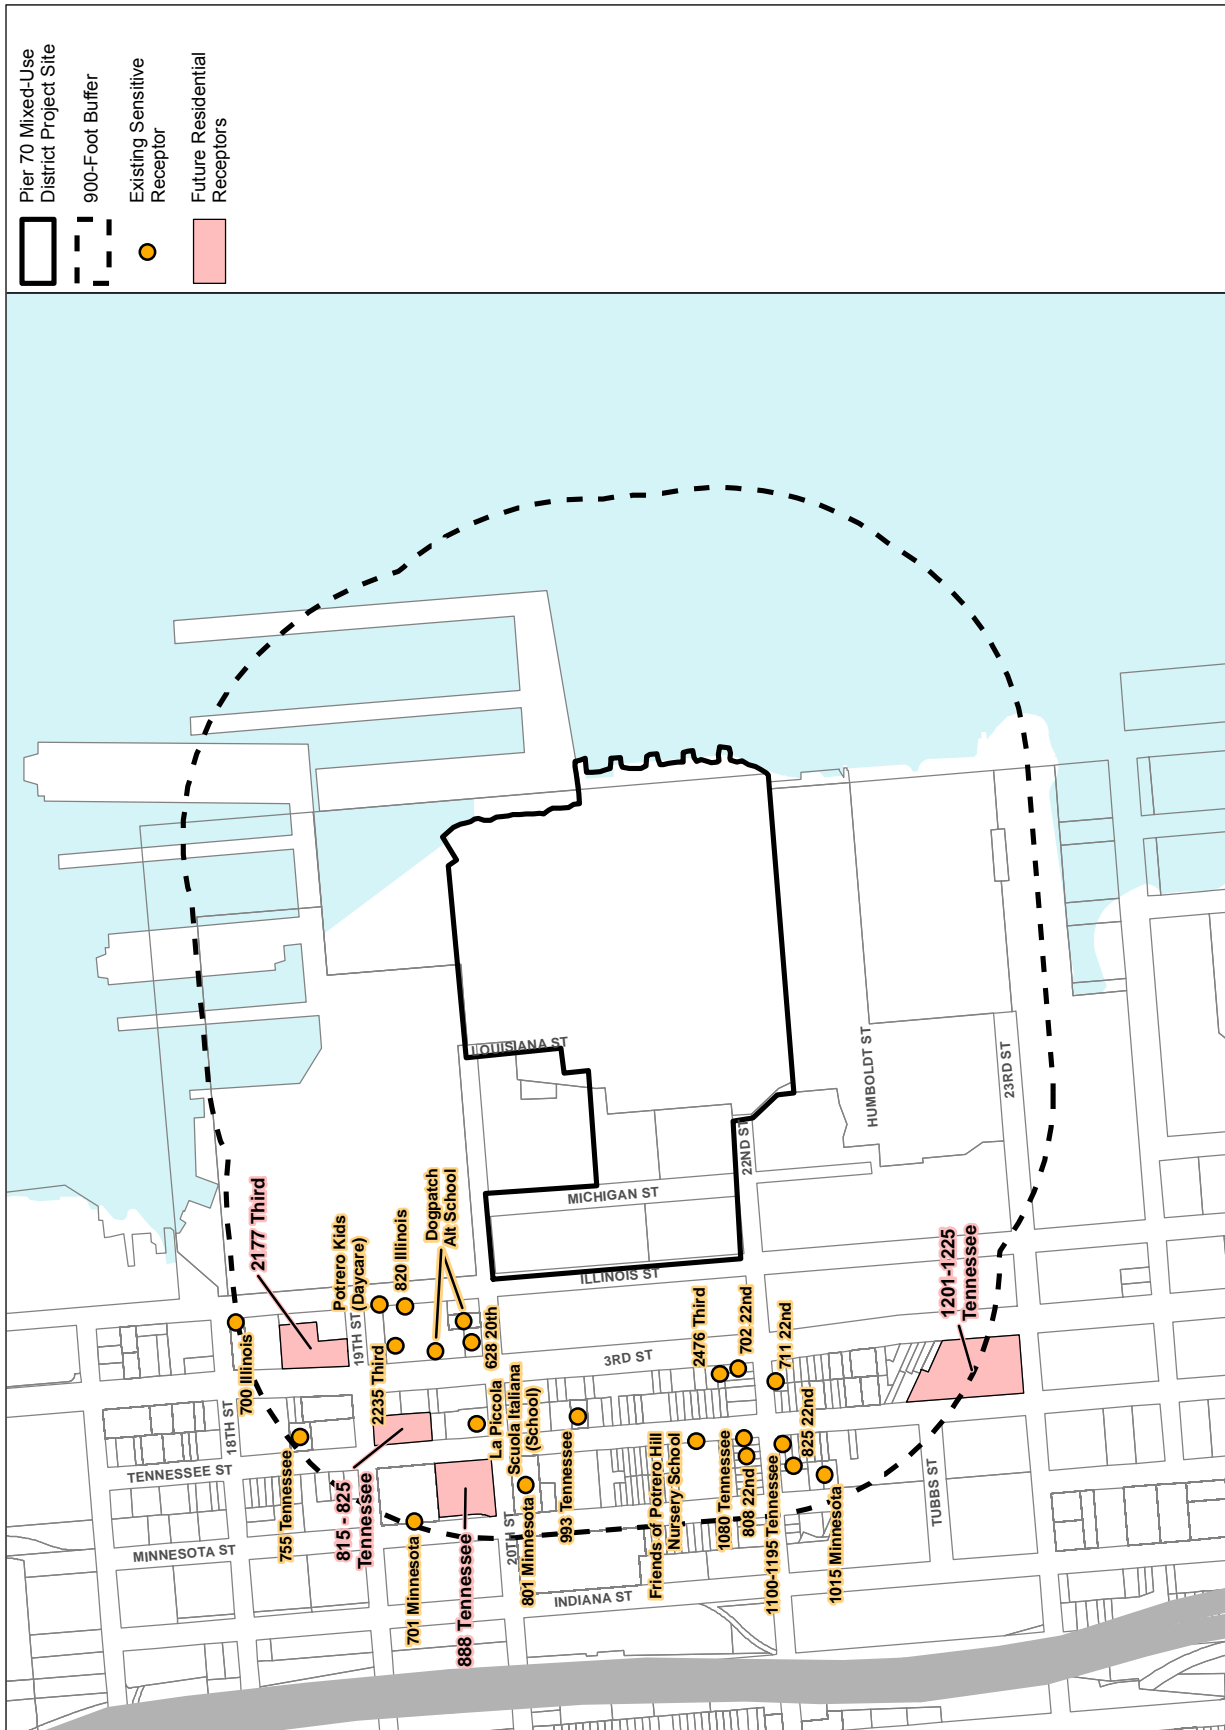 Pier 70 Mixed-Use
District Project Site
900-Foot Buffer
Existing Sensitive
Receptor
Future Residential
Receptors
18TH ST
TENNESSEE ST
MINNESOTA ST
700 Illinois
755 Tennessee
2177 Third
19TH ST
Potrero Kids
(Daycare)
820 Illinois
2235 Third
815 - 825
Tennessee
701 Minnesota
Dogpatch
Alt School
628 20th
888 Tennessee
La Piccola
Scuola Italiana
(School)
20TH ST
801 Minnesota
993 Tennessee
INDIANA ST
LOUISIANA ST
MICHIGAN ST
ILLINOIS ST
3RD ST
Friends of Potrero Hill
Nursery School
2476 Third
702 22nd
22ND ST
1080 Tennessee
808 22nd
711 22nd
1100-1195 Tennessee
825 22nd
1015 Minnesota
HUMBOLDT ST
TUBBS ST
1201-1225
Tennessee
23RD ST